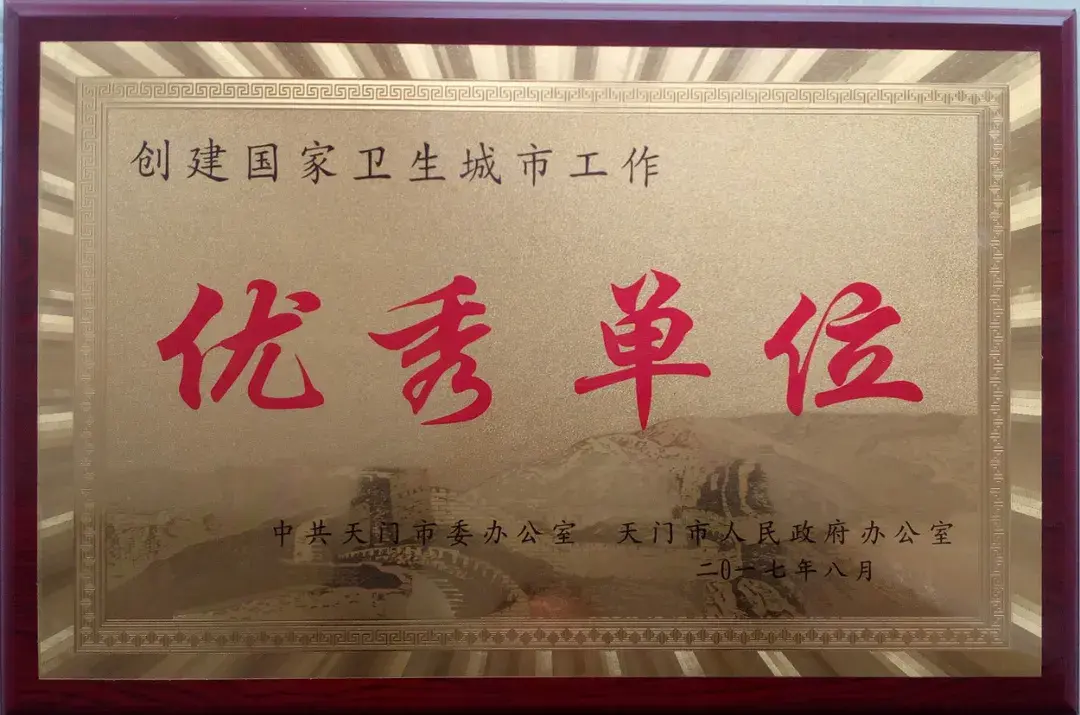 创建国家卫生城市工作
优秀单位
中共天门市委办公室 天门市人民政府办公室
二0一七年八月